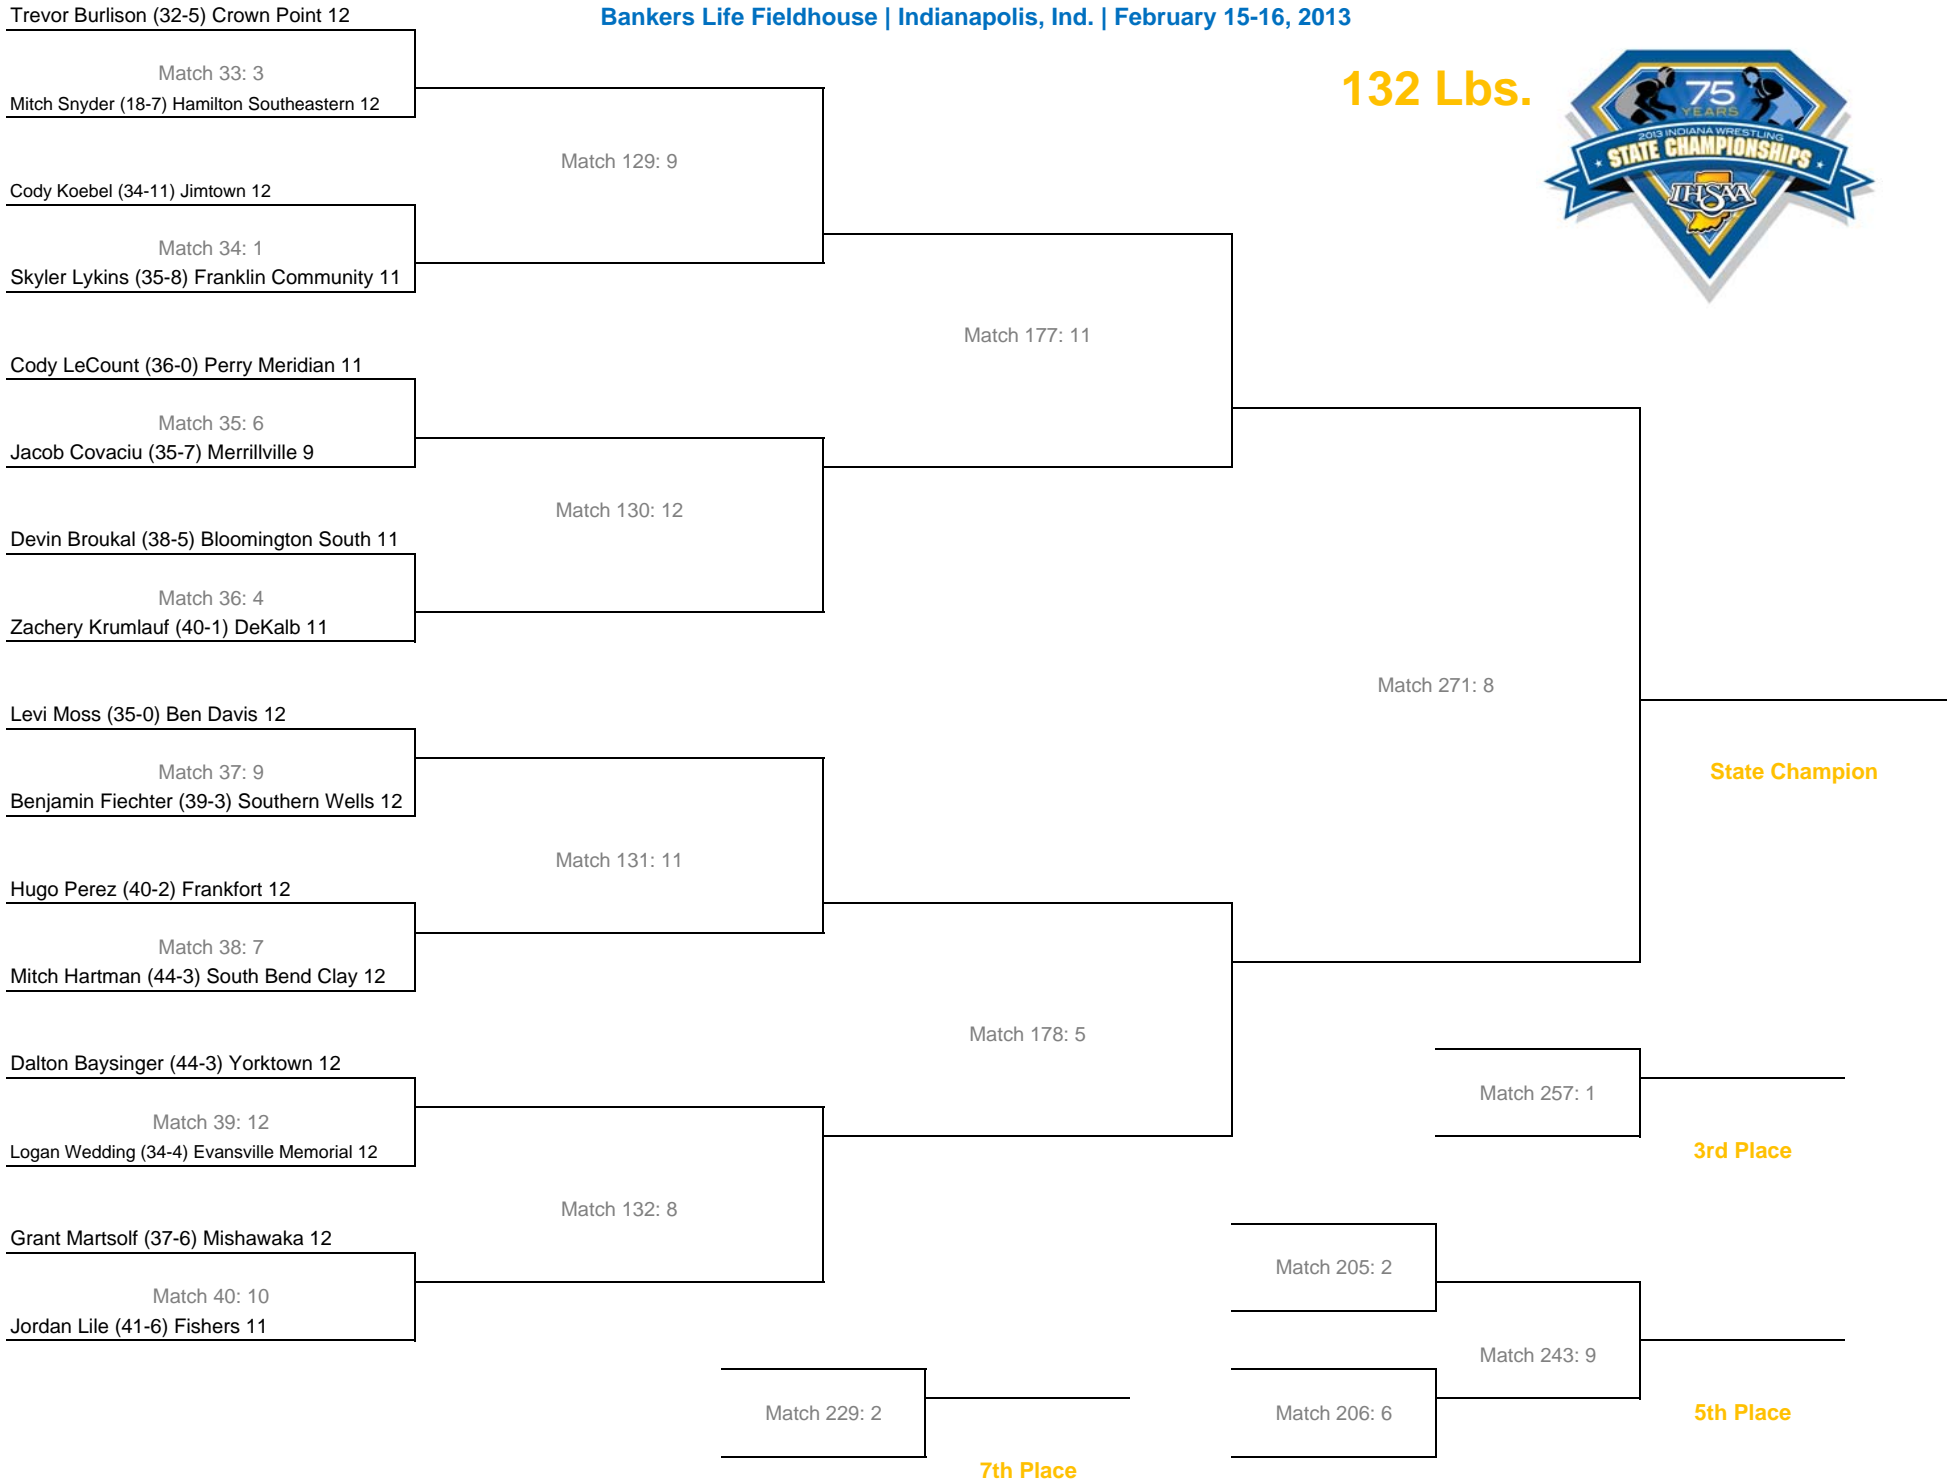 Trevor Burlison (32-5) Crown Point 12
Bankers Life Fieldhouse | Indianapolis, Ind. | February 15-16, 2013
132 Lbs.
75
YEARS
2013 INDIANA WRESTLING
STATE CHAMPIONSHIPS
IHSAA
Match 33: 3
Mitch Snyder (18-7) Hamilton Southeastern 12
Match 129: 9
Cody Koebel (34-11) Jimtown 12
Match 34: 1
Skyler Lykins (35-8) Franklin Community 11
Match 177: 11
Cody LeCount (36-0) Perry Meridian 11
Match 35: 6
Jacob Covaciu (35-7) Merrillville 9
Match 130: 12
Devin Broukal (38-5) Bloomington South 11
Match 36: 4
Zachery Krumlauf (40-1) DeKalb 11
Match 271: 8
Levi Moss (35-0) Ben Davis 12
State Champion
Match 37: 9
Benjamin Fiechter (39-3) Southern Wells 12
Match 131: 11
Hugo Perez (40-2) Frankfort 12
Match 38: 7
Mitch Hartman (44-3) South Bend Clay 12
Match 178: 5
Dalton Baysinger (44-3) Yorktown 12
Match 257: 1
Match 39: 12
Logan Wedding (34-4) Evansville Memorial 12
3rd Place
Match 132: 8
Grant Martsolf (37-6) Mishawaka 12
Match 205: 2
Match 40: 10
Jordan Lile (41-6) Fishers 11
Match 243: 9
Match 229: 2
Match 206: 6
5th Place
7th Place